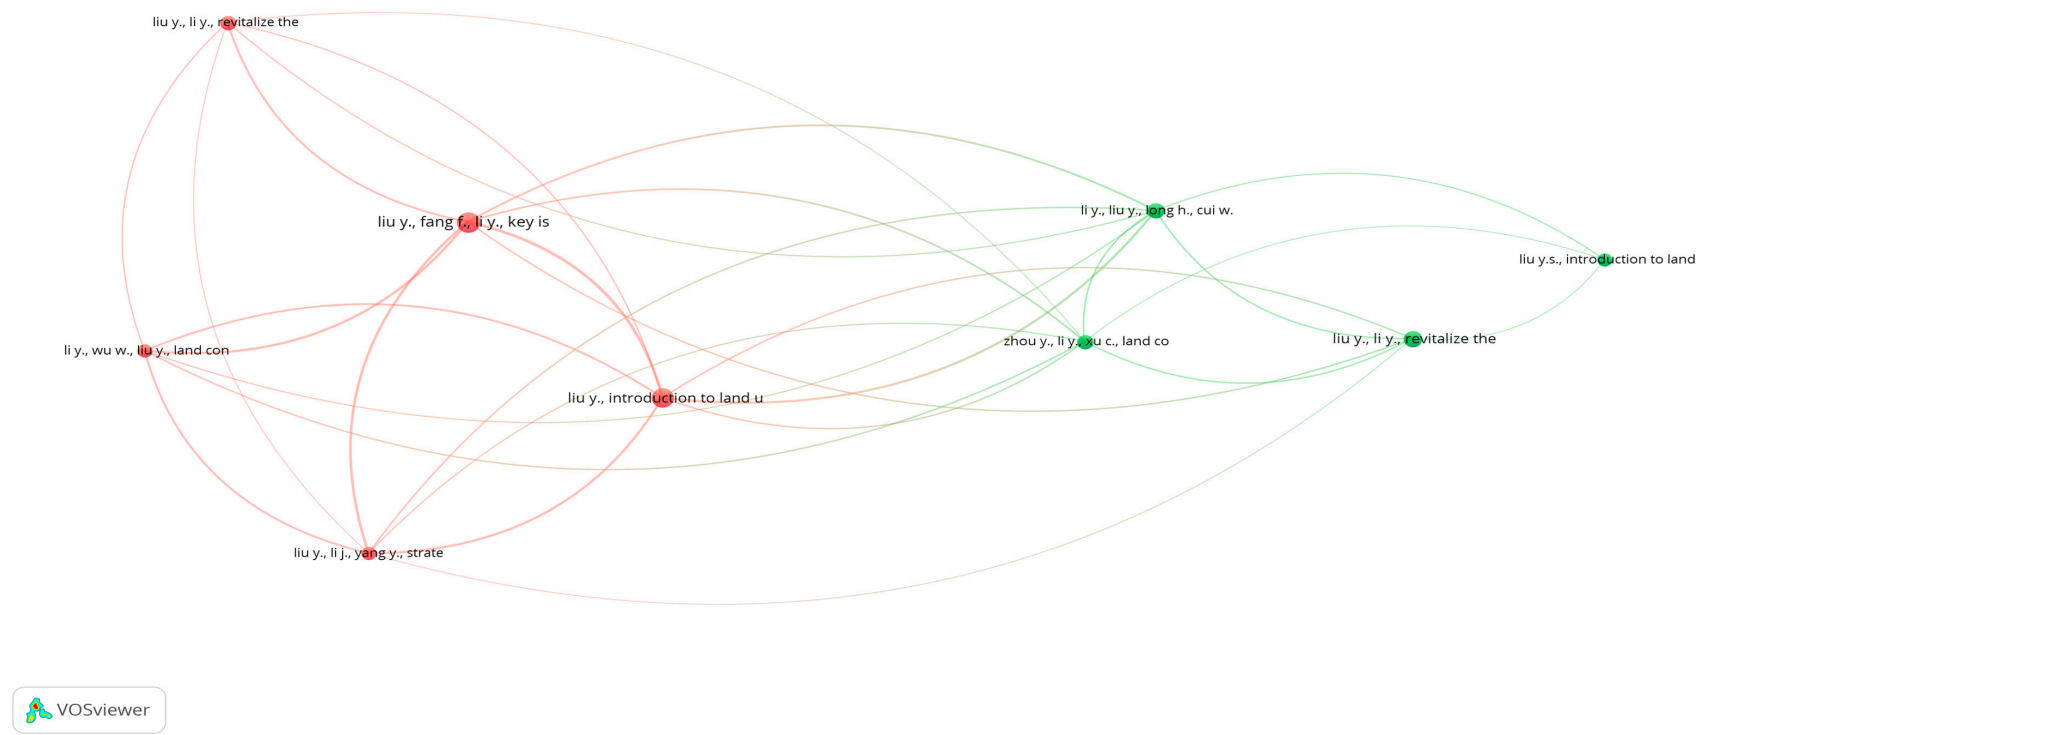 liu y., li y., revitalize the
li y., liu y., long h., cui w.
liu y., fang f., li y., key is
liu y.s., introduction to land
zhou y., li y., xu c., land co
liu y., li y., revitalize the
li y., wu w., liu y., land con
liu y., introduction to land u
liu y., li j., yang y., strate
VOSviewer